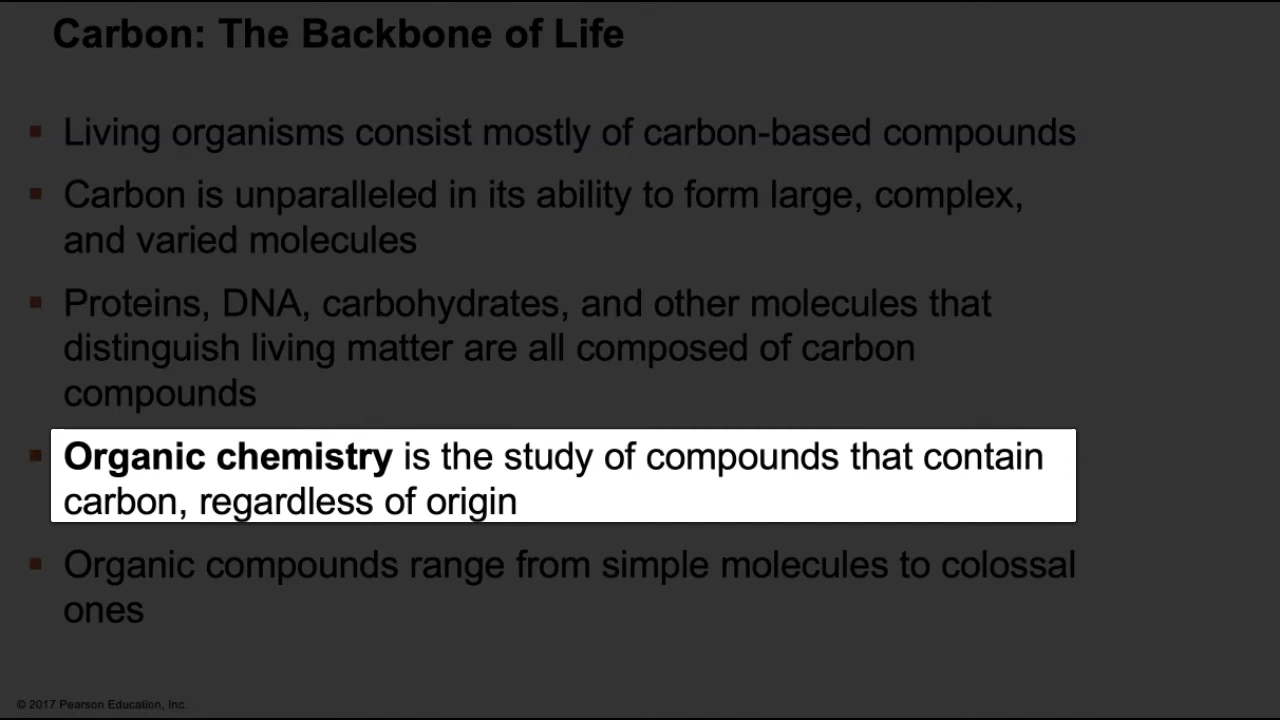 Carbon: The Backbone of Life
Living organisms consist mostly of carbon-based compounds
Carbon is unparalleled in its ability to form large, complex,
and varied molecules
Proteins, DNA, carbohydrates, and other molecules that
distinguish living matter are all composed of carbon
compounds
Organic chemistry is the study of compounds that contain
carbon, regardless of origin
Organic compounds range from simple molecules to colossal
ones
© 2017 Pearson Education, Inc.